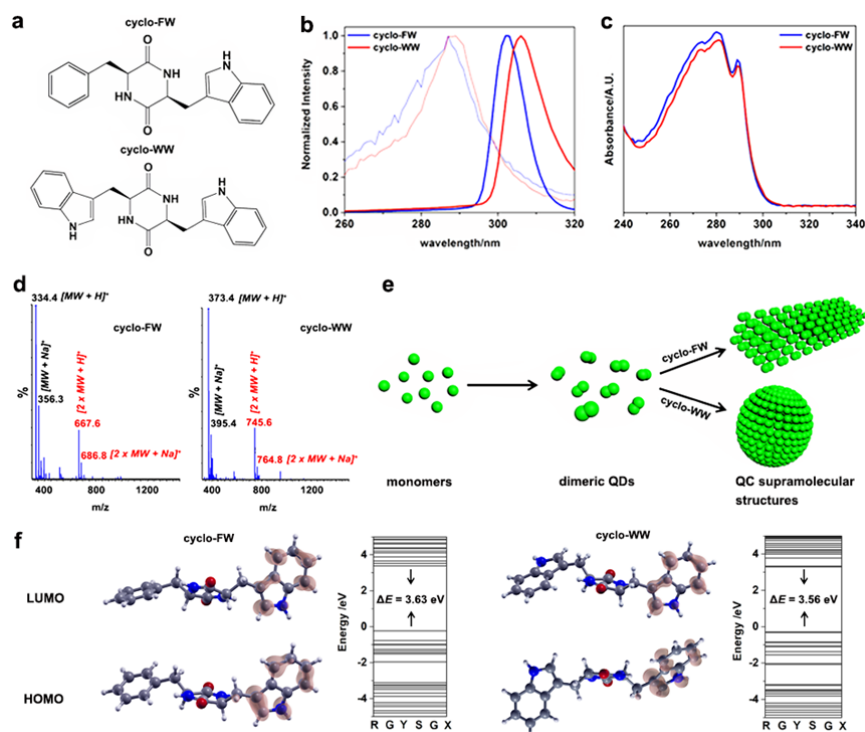 a
cyclo-FW
O
NH
HN
O
H
N
cyclo-WW
O
NH
HN
O
H
N
N
H
b
cyclo-FW
cyclo-WW
Normalized Intensity
1.0
0.8
0.6
0.4
0.2
0.0
260 280 300 320
wavelength/nm
c
cyclo-FW
cyclo-WW
Absorbance/A.U.
240 260 280 300 320 340
wavelength/nm
d
334.4 [MW + H]⁺
cyclo-FW
[MW + Na]⁺
356.3
[2 x MW + H]⁺
667.6
686.8 [2 x MW + Na]⁺
%
400 800 1200
m/z
373.4 [MW + H]⁺
cyclo-WW
[MW + Na]⁺
395.4
[2 x MW + H]⁺
745.6
764.8 [2 x MW + Na]⁺
%
400 800 1200
m/z
e
cyclo-FW
cyclo-WW
monomers
dimeric QDs
QC supramolecular
structures
f
cyclo-FW
LUMO
HOMO
Energy /eV
4
2
0
-2
-4
ΔE = 3.63 eV
R G Y S G X
cyclo-WW
Energy /eV
4
2
0
-2
-4
ΔE = 3.56 eV
R G Y S G X